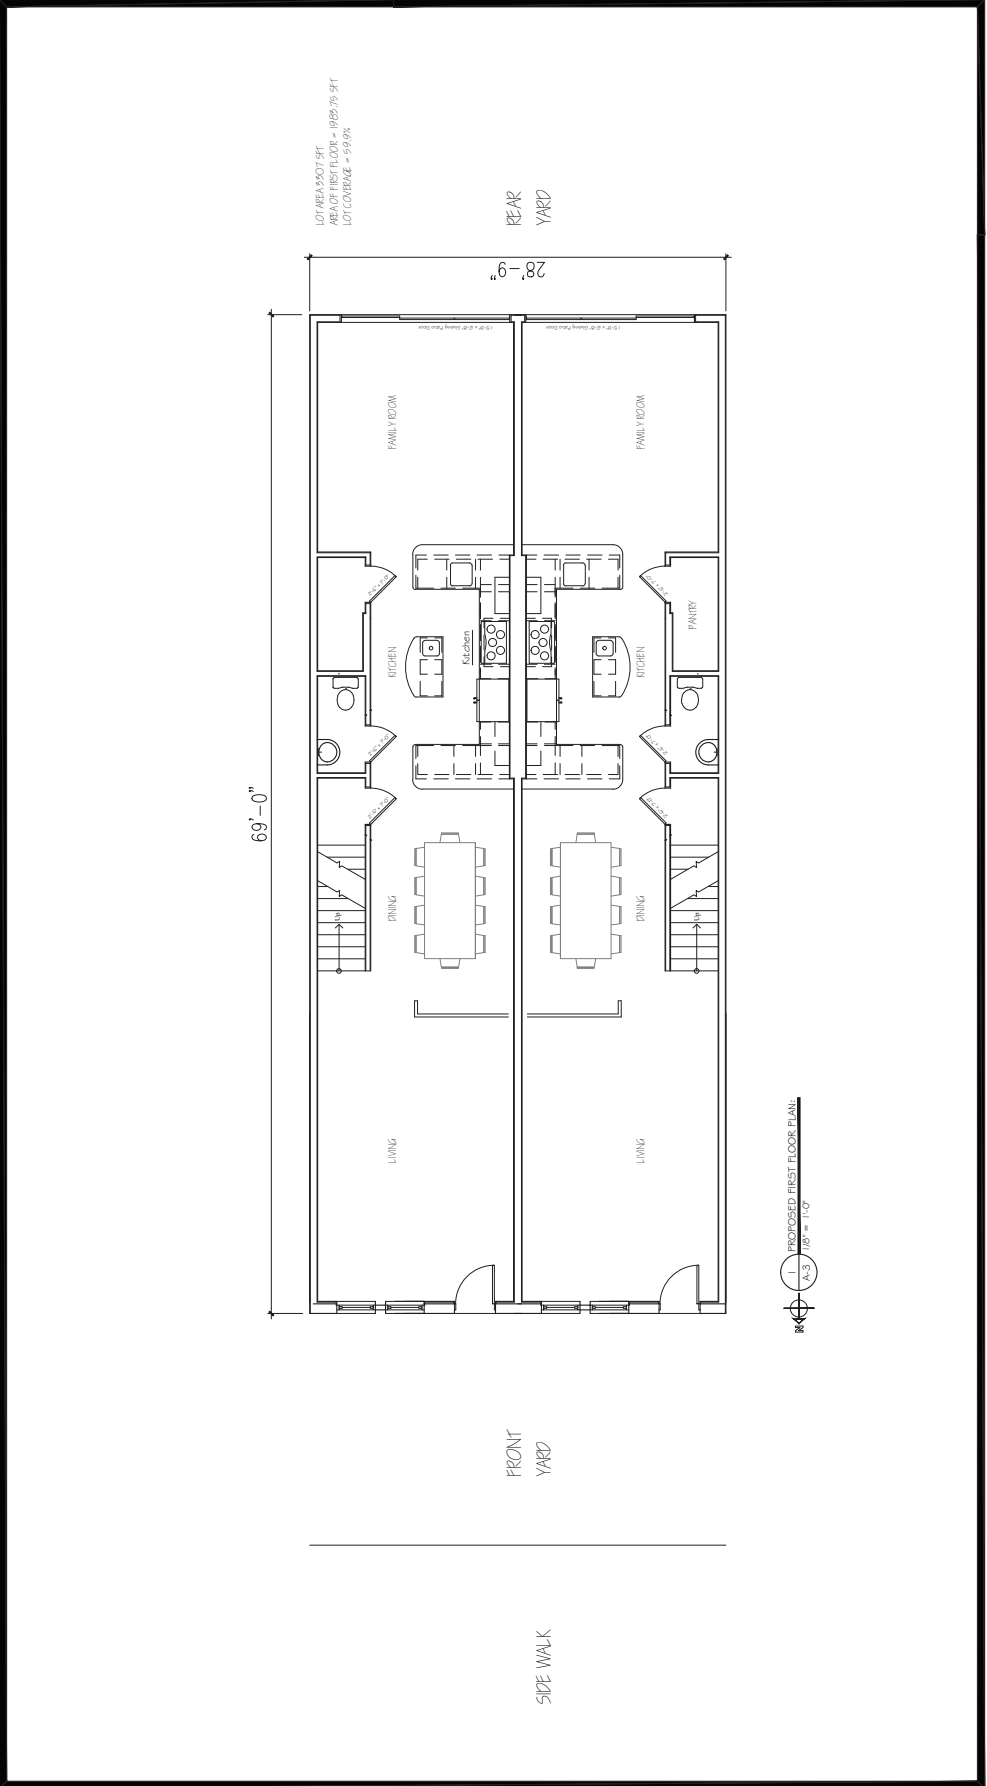 LOT AREA 3307 SFT
AREA OF FIRST FLOOR = 1983.75 SFT
LOT COVERAGE = 59.9%
REAR
YARD
28'-9"
69'-0"
FAMILY ROOM
FAMILY ROOM
PANTRY
KITCHEN
Kitchen
KITCHEN
DINING
DINING
Up
Up
LIVING
LIVING
1
A-3
PROPOSED FIRST FLOOR PLAN:
1/8" = 1'-0"
N
FRONT
YARD
SIDE WALK